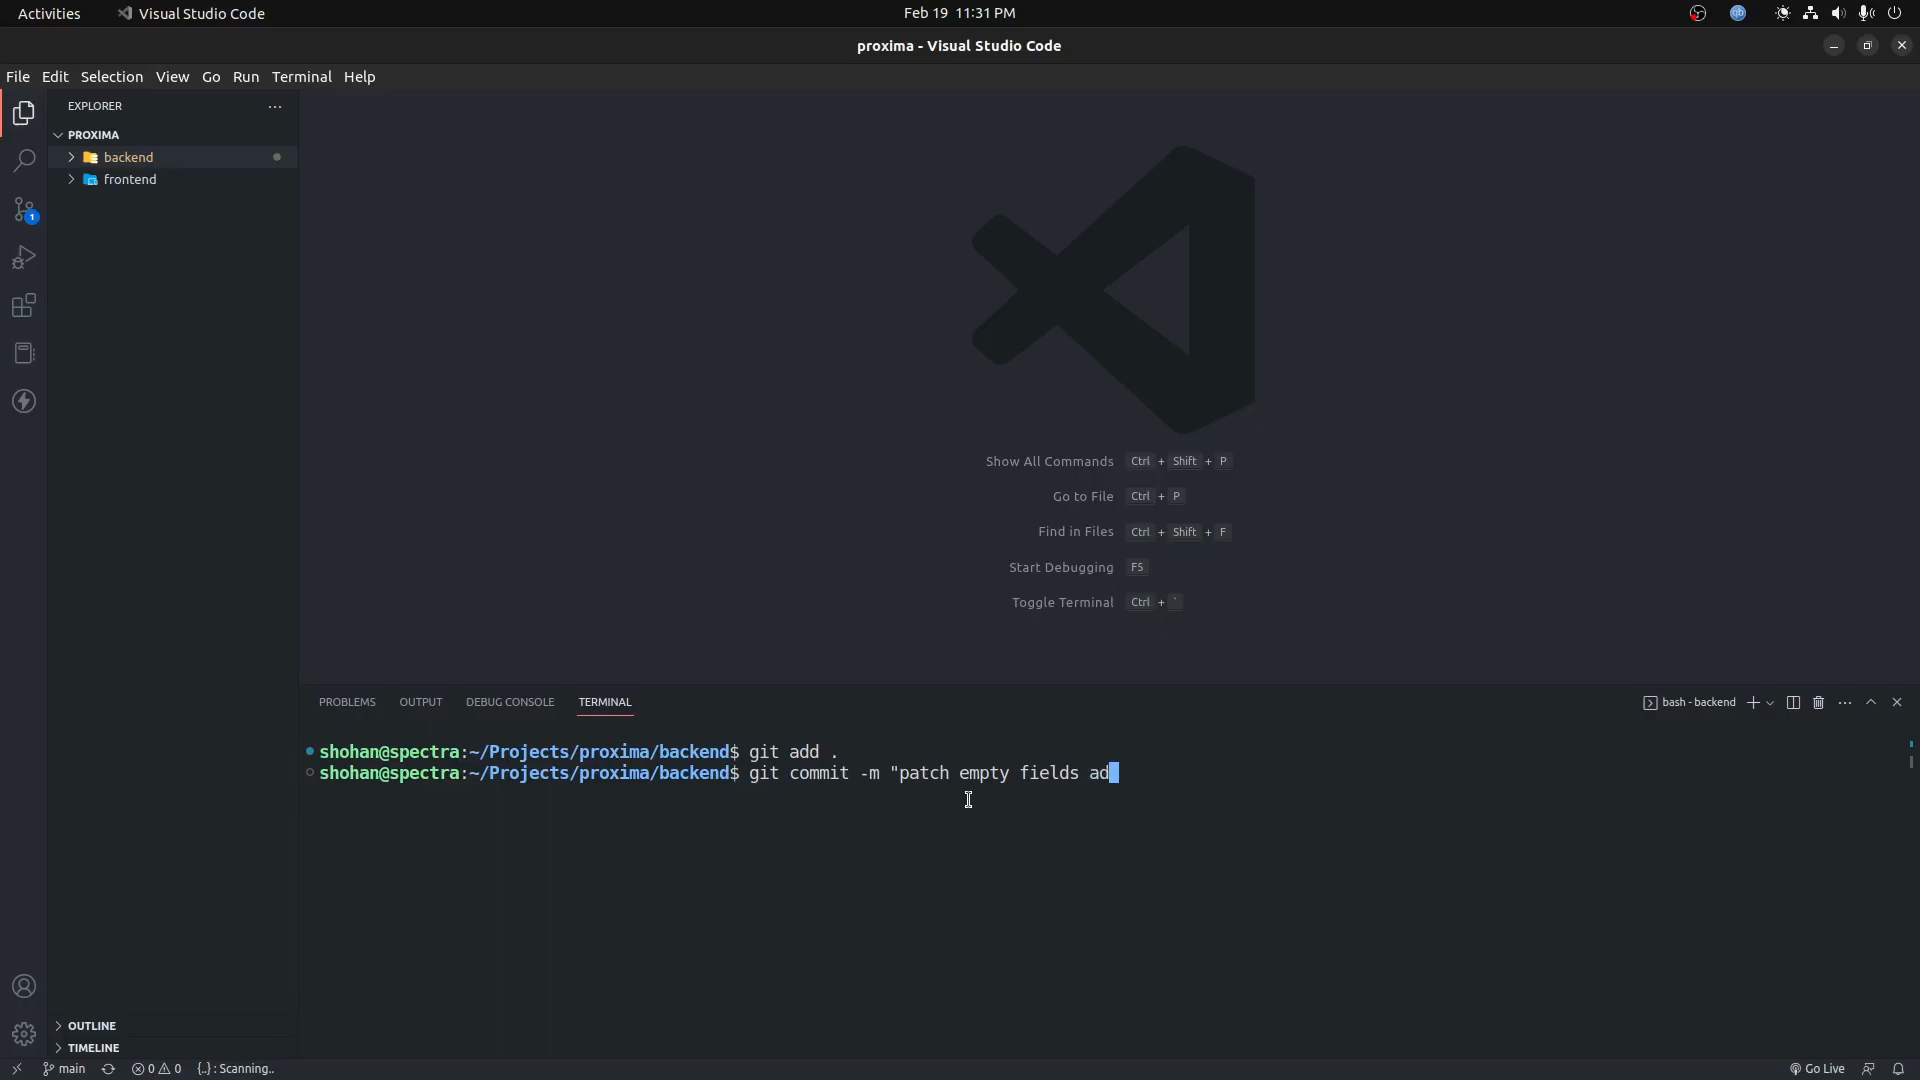 Activities Visual Studio Code Feb 19 11:31 PM qb
proxima - Visual Studio Code
File Edit Selection View Go Run Terminal Help
EXPLORER ...
PROXIMA
backend
frontend
1
Show All Commands Ctrl + Shift + P
Go to File Ctrl + P
Find in Files Ctrl + Shift + F
Start Debugging F5
Toggle Terminal Ctrl + `
PROBLEMS OUTPUT DEBUG CONSOLE TERMINAL bash - backend
shohan@spectra:~/Projects/proxima/backend$ git add .
shohan@spectra:~/Projects/proxima/backend$ git commit -m "patch empty fields ad
OUTLINE
TIMELINE
main 0 0 {..} : Scanning.. Go Live